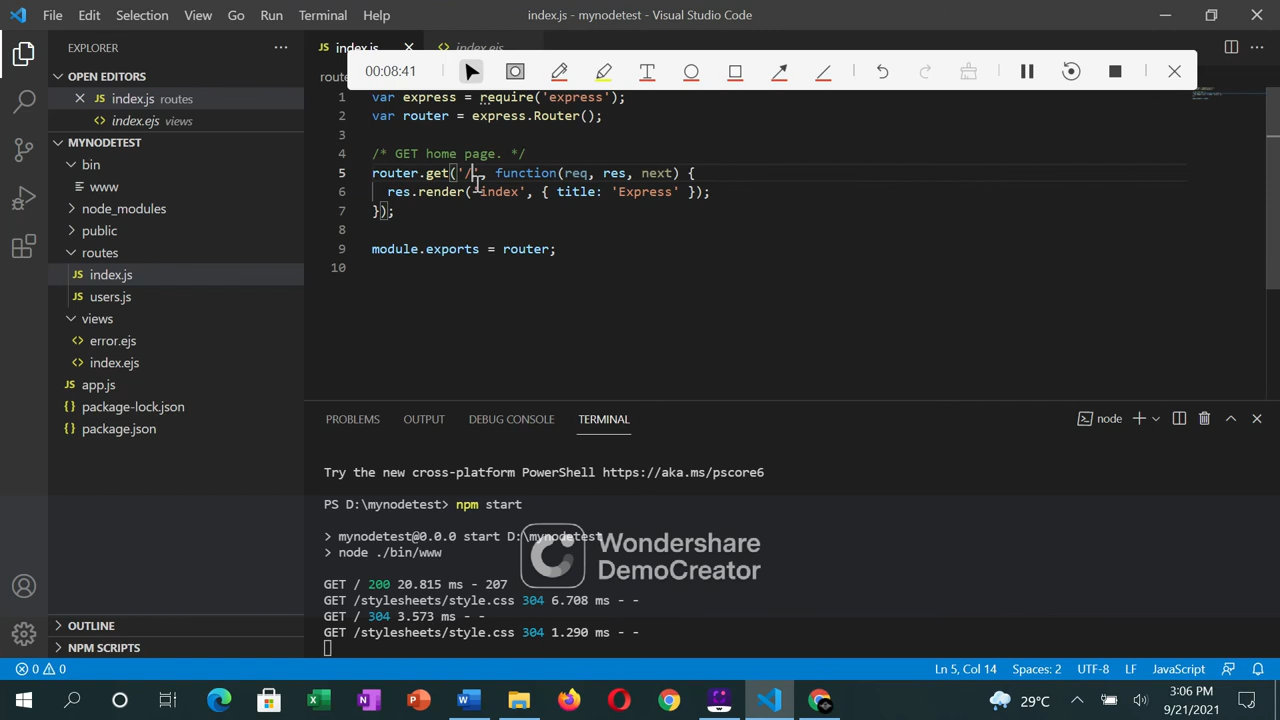 File Edit Selection View Go Run Terminal Help index.js - mynodetest - Visual Studio Code
EXPLORER
OPEN EDITORS
index.js routes
index.ejs views
MYNODETEST
bin
www
node_modules
public
routes
index.js
users.js
views
error.ejs
index.ejs
app.js
package-lock.json
package.json
OUTLINE
NPM SCRIPTS
index.js index.ejs
00:08:41
1 var express = require('express');
2 var router = express.Router();
3
4 /* GET home page. */
5 router.get('/', function(req, res, next) {
6 res.render('index', { title: 'Express' });
7 });
8
9 module.exports = router;
10
PROBLEMS OUTPUT DEBUG CONSOLE TERMINAL node
Try the new cross-platform PowerShell https://aka.ms/pscore6
PS D:\mynodetest> npm start
> mynodetest@0.0.0 start D:\mynodetest
> node ./bin/www
GET / 200 20.815 ms - 207
GET /stylesheets/style.css 304 6.708 ms - -
GET / 304 3.573 ms - -
GET /stylesheets/style.css 304 1.290 ms - -
Wondershare
DemoCreator
0 0 Ln 5, Col 14 Spaces: 2 UTF-8 LF JavaScript
29°C 3:06 PM
9/21/2021